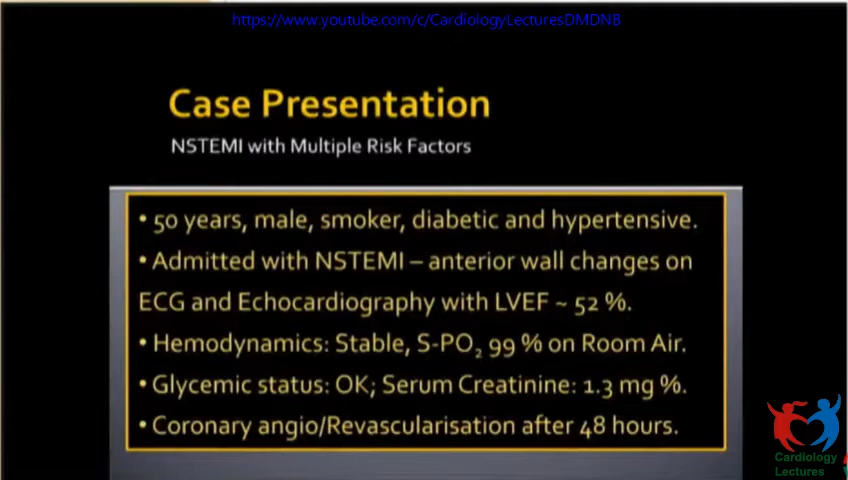 https://www.youtube.com/c/CardiologyLecturesDMDNB
Case Presentation
NSTEMI with Multiple Risk Factors
• 50 years, male, smoker, diabetic and hypertensive.
• Admitted with NSTEMI – anterior wall changes on
ECG and Echocardiography with LVEF ~ 52 %.
• Hemodynamics: Stable, S-PO₂ 99 % on Room Air.
• Glycemic status: OK; Serum Creatinine: 1.3 mg %.
• Coronary angio/Revascularisation after 48 hours.
Cardiology
Lectures